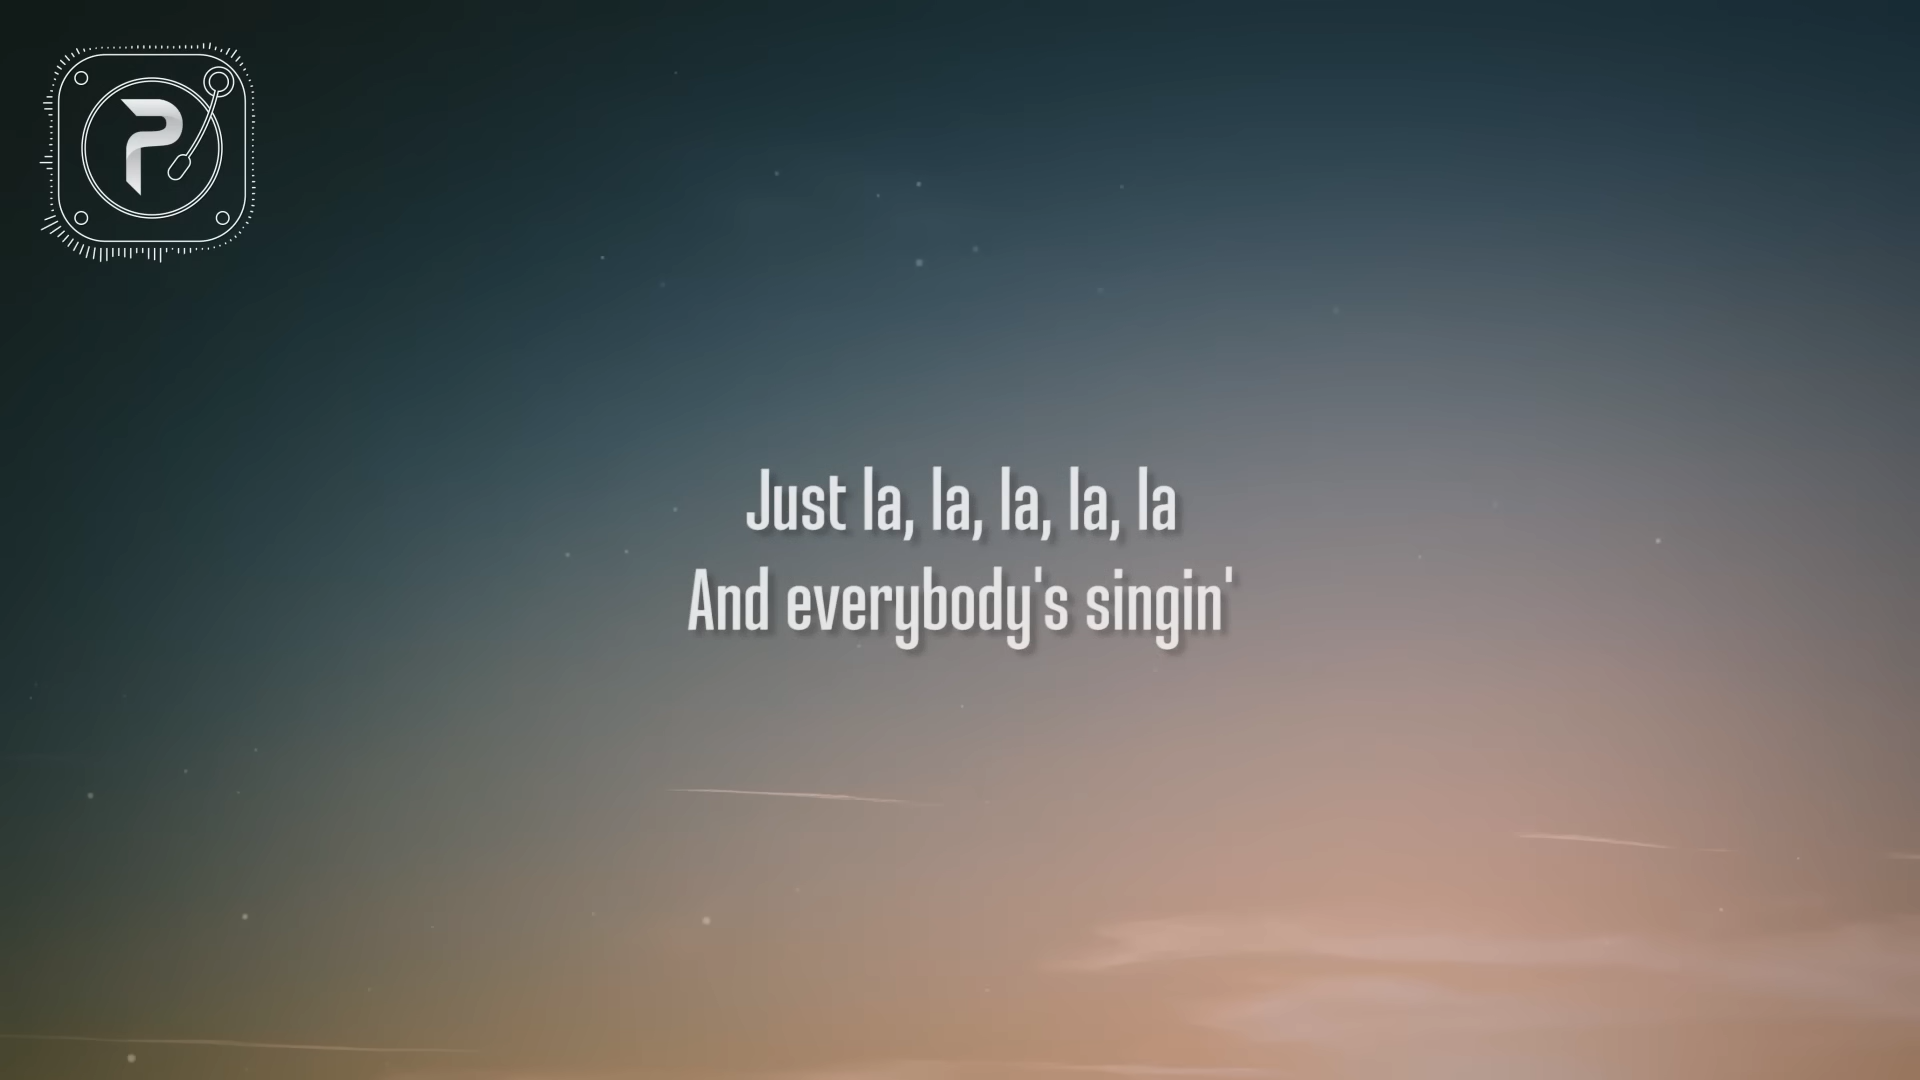 P
Just la, la, la, la, la
And everybody's singin'